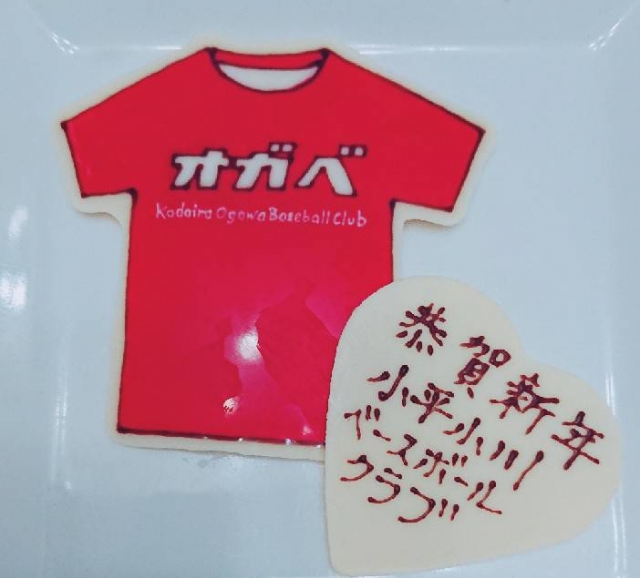 オガベ
Kodaira Ogawa Baseball Club
恭賀新年
小平小川
ベースボール
クラブ